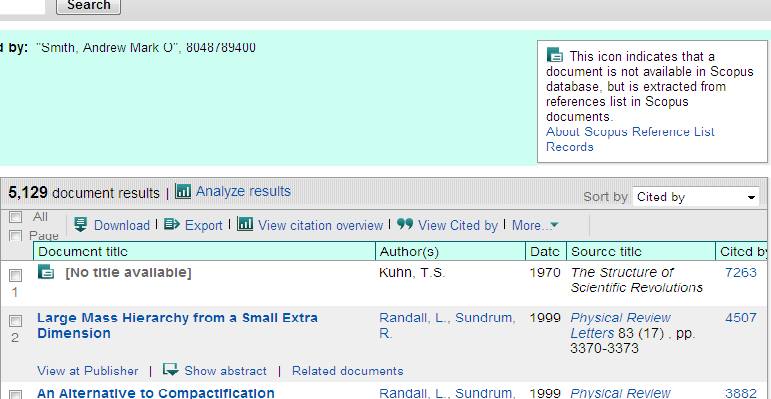 Search
d by: "Smith, Andrew Mark O", 8048789400
This icon indicates that a
document is not available in Scopus
database, but is extracted from
references list in Scopus
documents.
About Scopus Reference List
Records
5,129 document results | Analyze results
Sort by Cited by
All
Page
Download | Export | View citation overview | View Cited by | More...
Document title Author(s) Date Source title Cited by
1 [No title available] Kuhn, T.S. 1970 The Structure of
Scientific Revolutions 7263
2 Large Mass Hierarchy from a Small Extra
Dimension Randall, L., Sundrum,
R. 1999 Physical Review
Letters 83 (17) , pp.
3370-3373 4507
View at Publisher | Show abstract | Related documents
An Alternative to Compactification Randall, L., Sundrum, 1999 Physical Review 3882